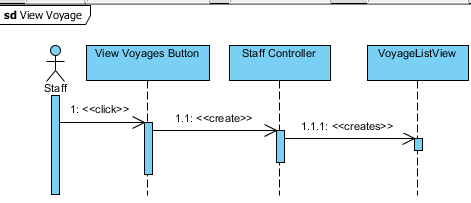 sd View Voyage
View Voyages Button
Staff Controller
VoyageListView
Staff
1: <<click>>
1.1: <<create>>
1.1.1: <<creates>>